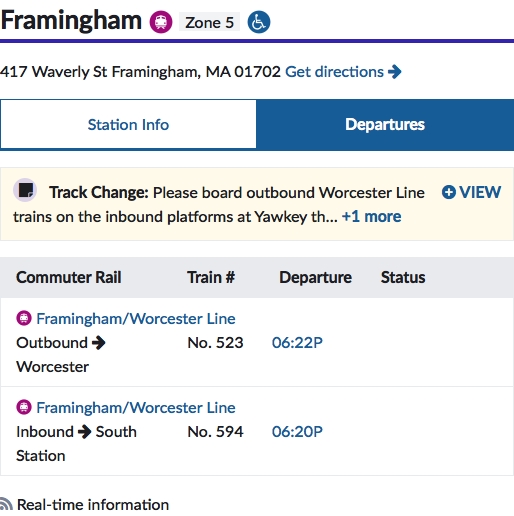 Framingham Zone 5
417 Waverly St Framingham, MA 01702 Get directions
Station Info Departures
Track Change: Please board outbound Worcester Line VIEW
trains on the inbound platforms at Yawkey th... +1 more
Commuter Rail Train # Departure Status
Framingham/Worcester Line
Outbound → No. 523 06:22P
Worcester
Framingham/Worcester Line
Inbound → South No. 594 06:20P
Station
Real-time information